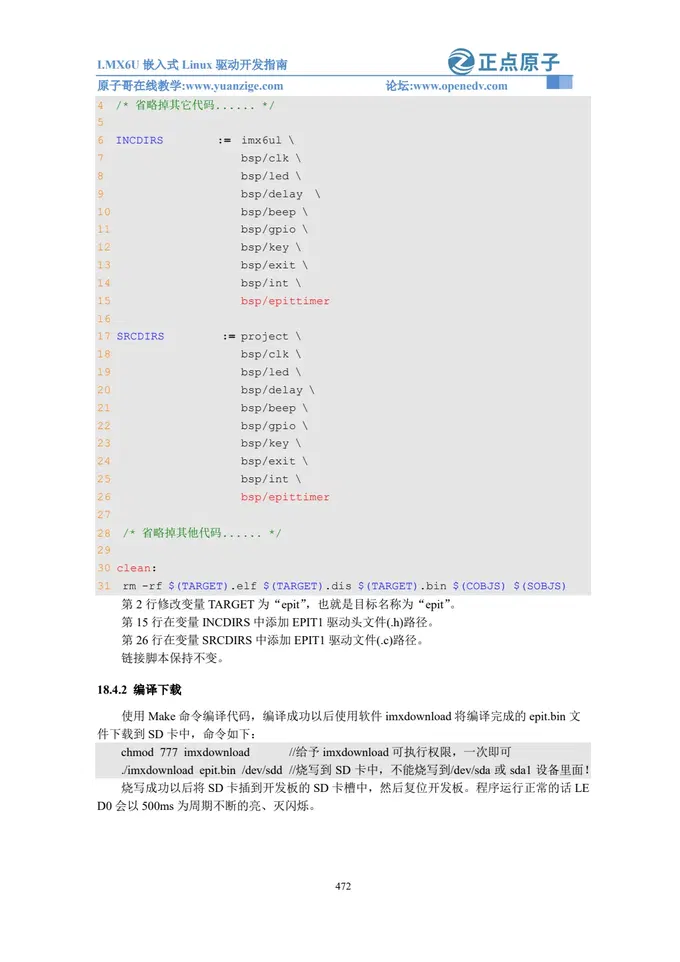 I.MX6U 嵌入式 Linux 驱动开发指南
正点原子
原子哥在线教学:www.yuanzige.com 论坛:www.openedv.com
4 /* 省略掉其它代码...... */
5
6 INCDIRS := imx6ul \
7 bsp/clk \
8 bsp/led \
9 bsp/delay \
10 bsp/beep \
11 bsp/gpio \
12 bsp/key \
13 bsp/exit \
14 bsp/int \
15 bsp/epittimer
16
17 SRCDIRS := project \
18 bsp/clk \
19 bsp/led \
20 bsp/delay \
21 bsp/beep \
22 bsp/gpio \
23 bsp/key \
24 bsp/exit \
25 bsp/int \
26 bsp/epittimer
27
28 /* 省略掉其他代码...... */
29
30 clean:
31 rm -rf $(TARGET).elf $(TARGET).dis $(TARGET).bin $(COBJS) $(SOBJS)
第 2 行修改变量 TARGET 为“epit”，也就是目标名称为“epit”。
第 15 行在变量 INCDIRS 中添加 EPIT1 驱动头文件(.h)路径。
第 26 行在变量 SRCDIRS 中添加 EPIT1 驱动文件(.c)路径。
链接脚本保持不变。
18.4.2 编译下载
使用 Make 命令编译代码，编译成功以后使用软件 imxdownload 将编译完成的 epit.bin 文
件下载到 SD 卡中，命令如下：
chmod 777 imxdownload //给予 imxdownload 可执行权限，一次即可
./imxdownload epit.bin /dev/sdd //烧写到 SD 卡中，不能烧写到/dev/sda 或 sda1 设备里面！
烧写成功以后将 SD 卡插到开发板的 SD 卡槽中，然后复位开发板。程序运行正常的话 LE
D0 会以 500ms 为周期不断的亮、灭闪烁。
472